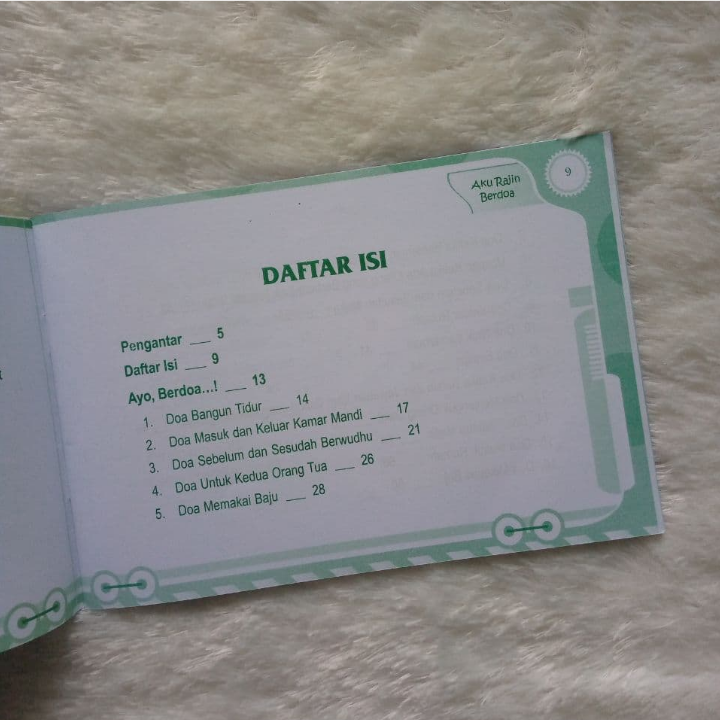 Aku Rajin
Berdoa
9
DAFTAR ISI
Pengantar ___ 5
Daftar Isi ___ 9
Ayo, Berdoa...! ___ 13
1. Doa Bangun Tidur ___ 14
2. Doa Masuk dan Keluar Kamar Mandi ___ 17
3. Doa Sebelum dan Sesudah Berwudhu ___ 21
4. Doa Untuk Kedua Orang Tua ___ 26
5. Doa Memakai Baju ___ 28